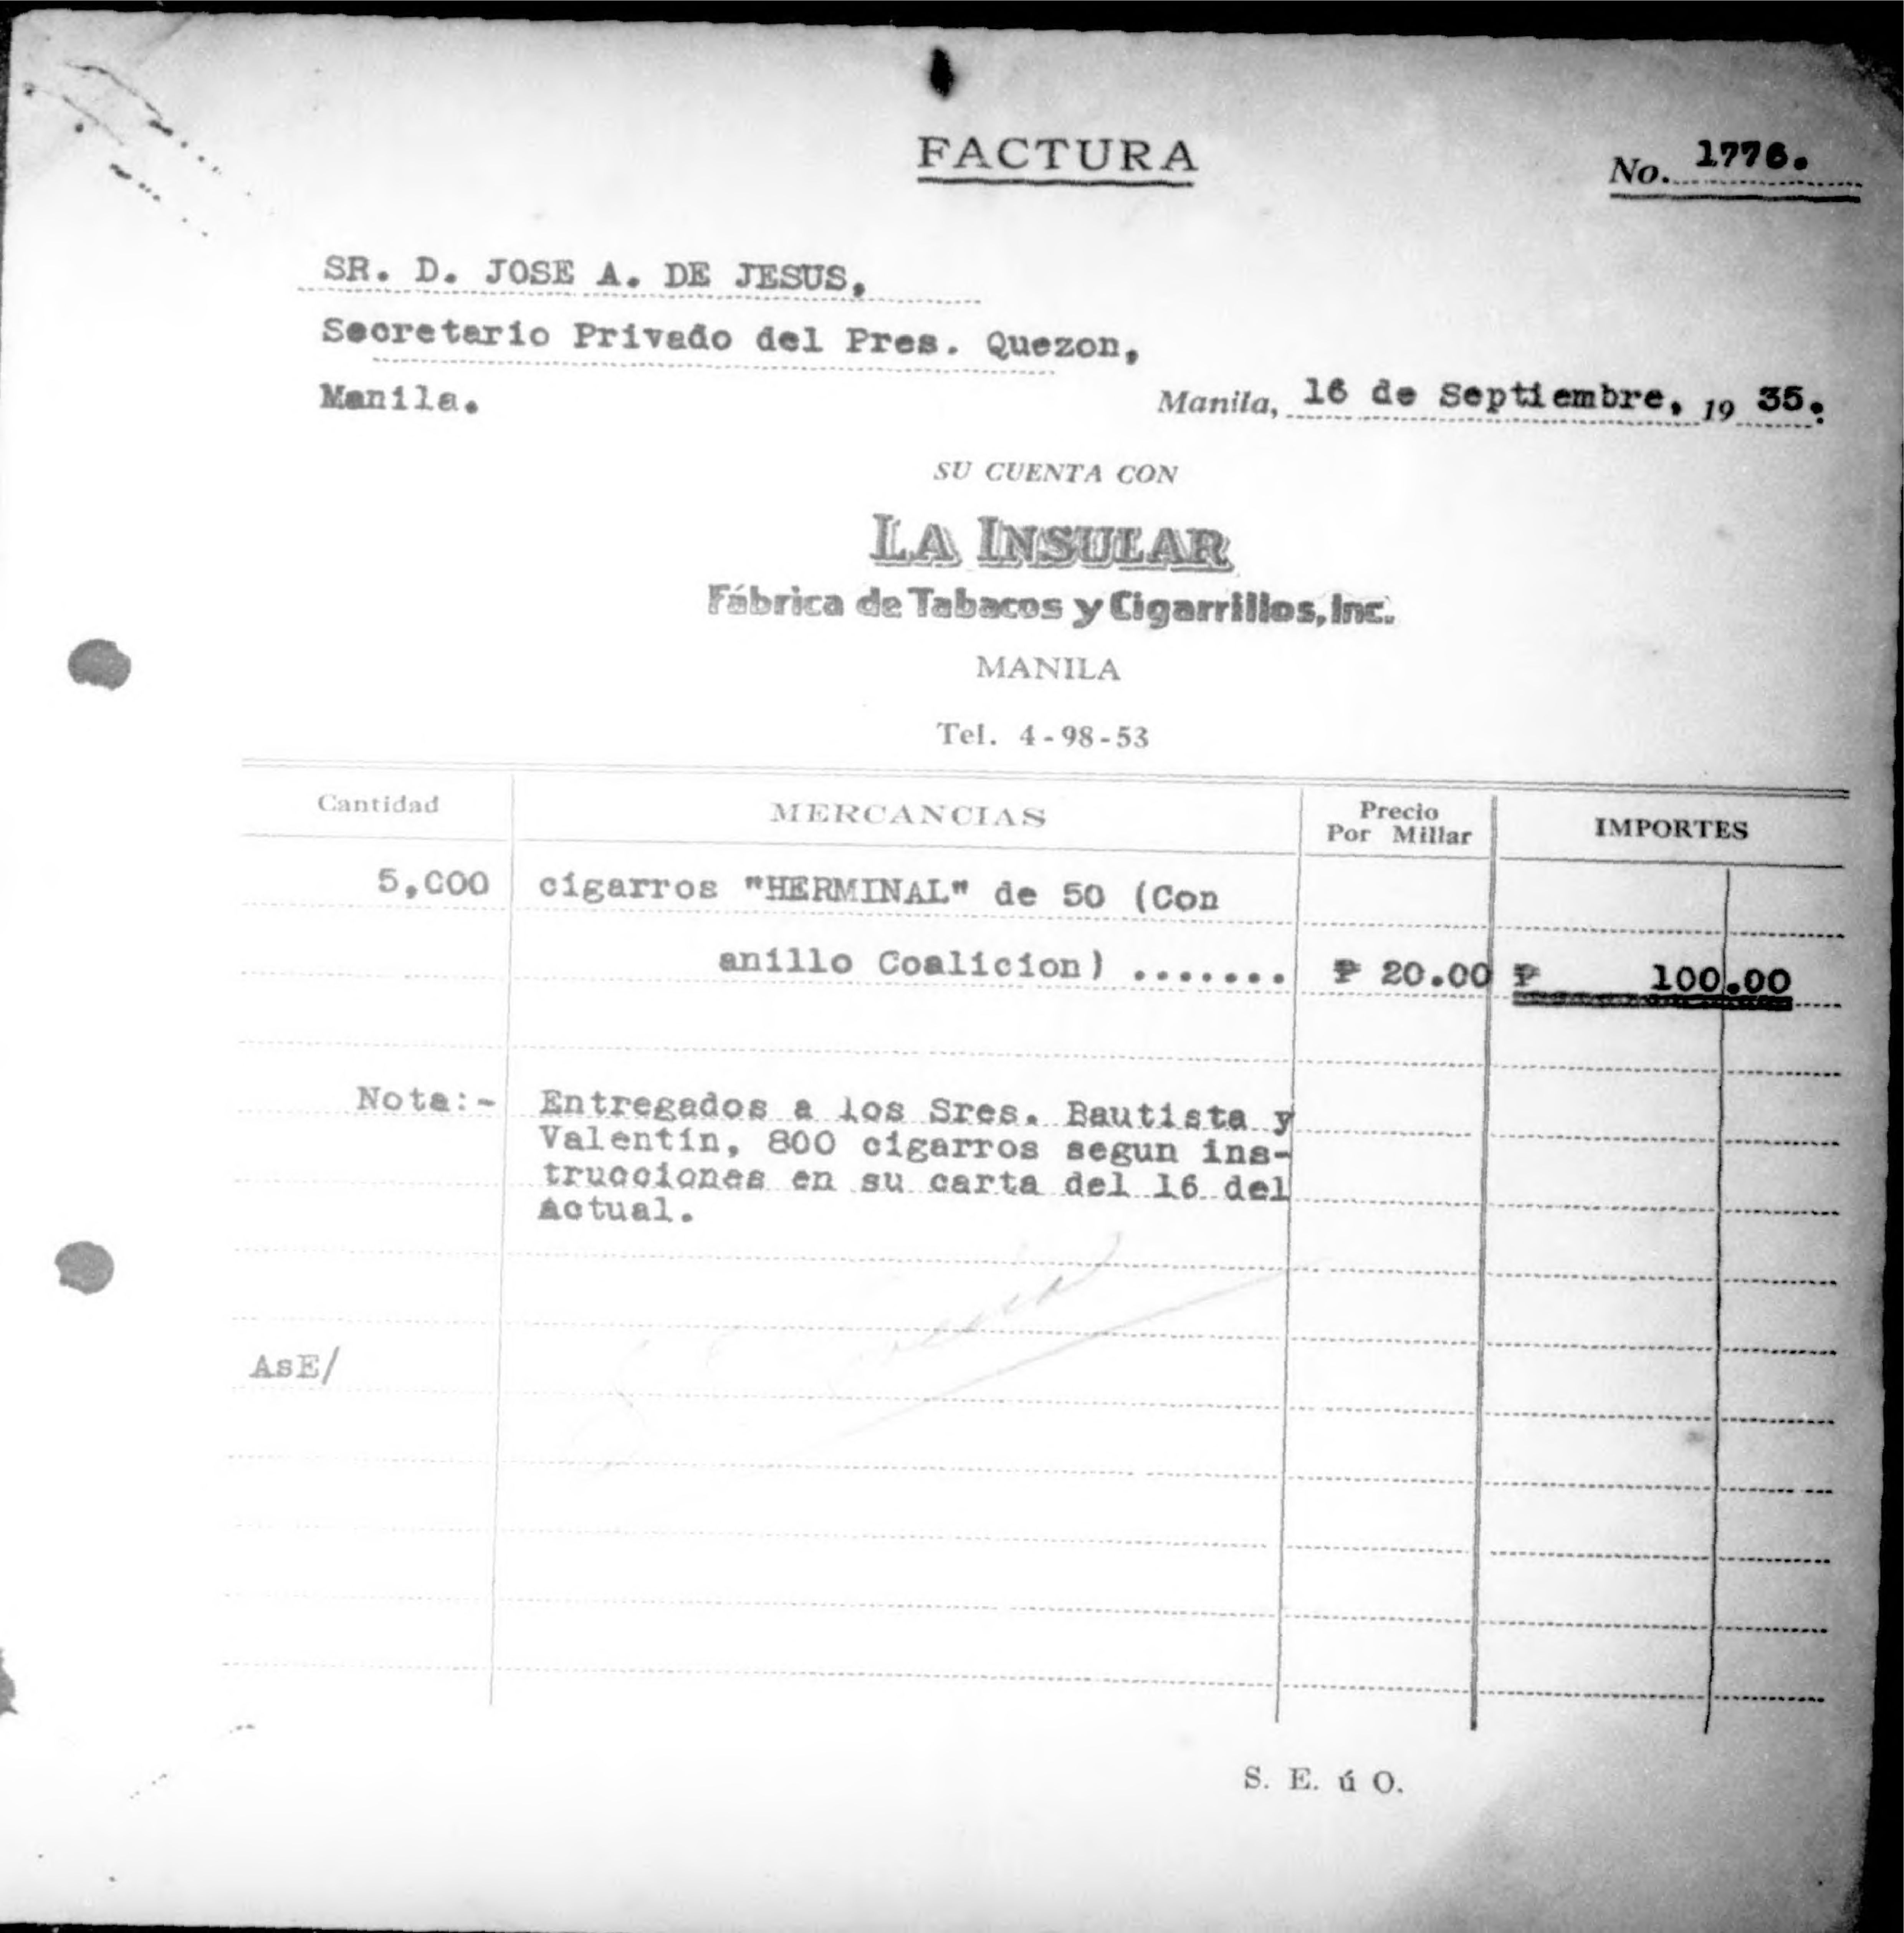 FACTURA
No. 1776.
SR. D. JOSE A. DE JESUS,
Secretario Privado del Pres. Quezon,
Manila.
Manila, 16 de Septiembre, 19 35.
SU CUENTA CON
LA INSULAR
Fábrica de Tabacos y Cigarrillos, Inc.
MANILA
Tel. 4-98-53
Cantidad MERCANCIAS Precio Por Millar IMPORTES
5,000 cigarros "HERMINAL" de 50 (Con
anillo Coalicion) ....... ₱ 20.00 ₱ 100.00
Nota:- Entregados a los Sres. Bautista y
Valentin, 800 cigarros segun ins-
trucciones en su carta del 16 del
actual.
AsE/
S. E. ú O.